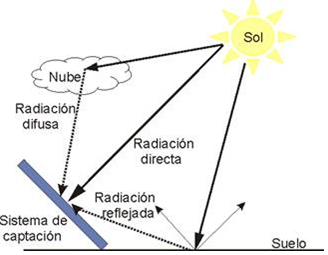 Sol
Nube
Radiación
difusa
Radiación
directa
Radiación
reflejada
Sistema de
captación
Suelo